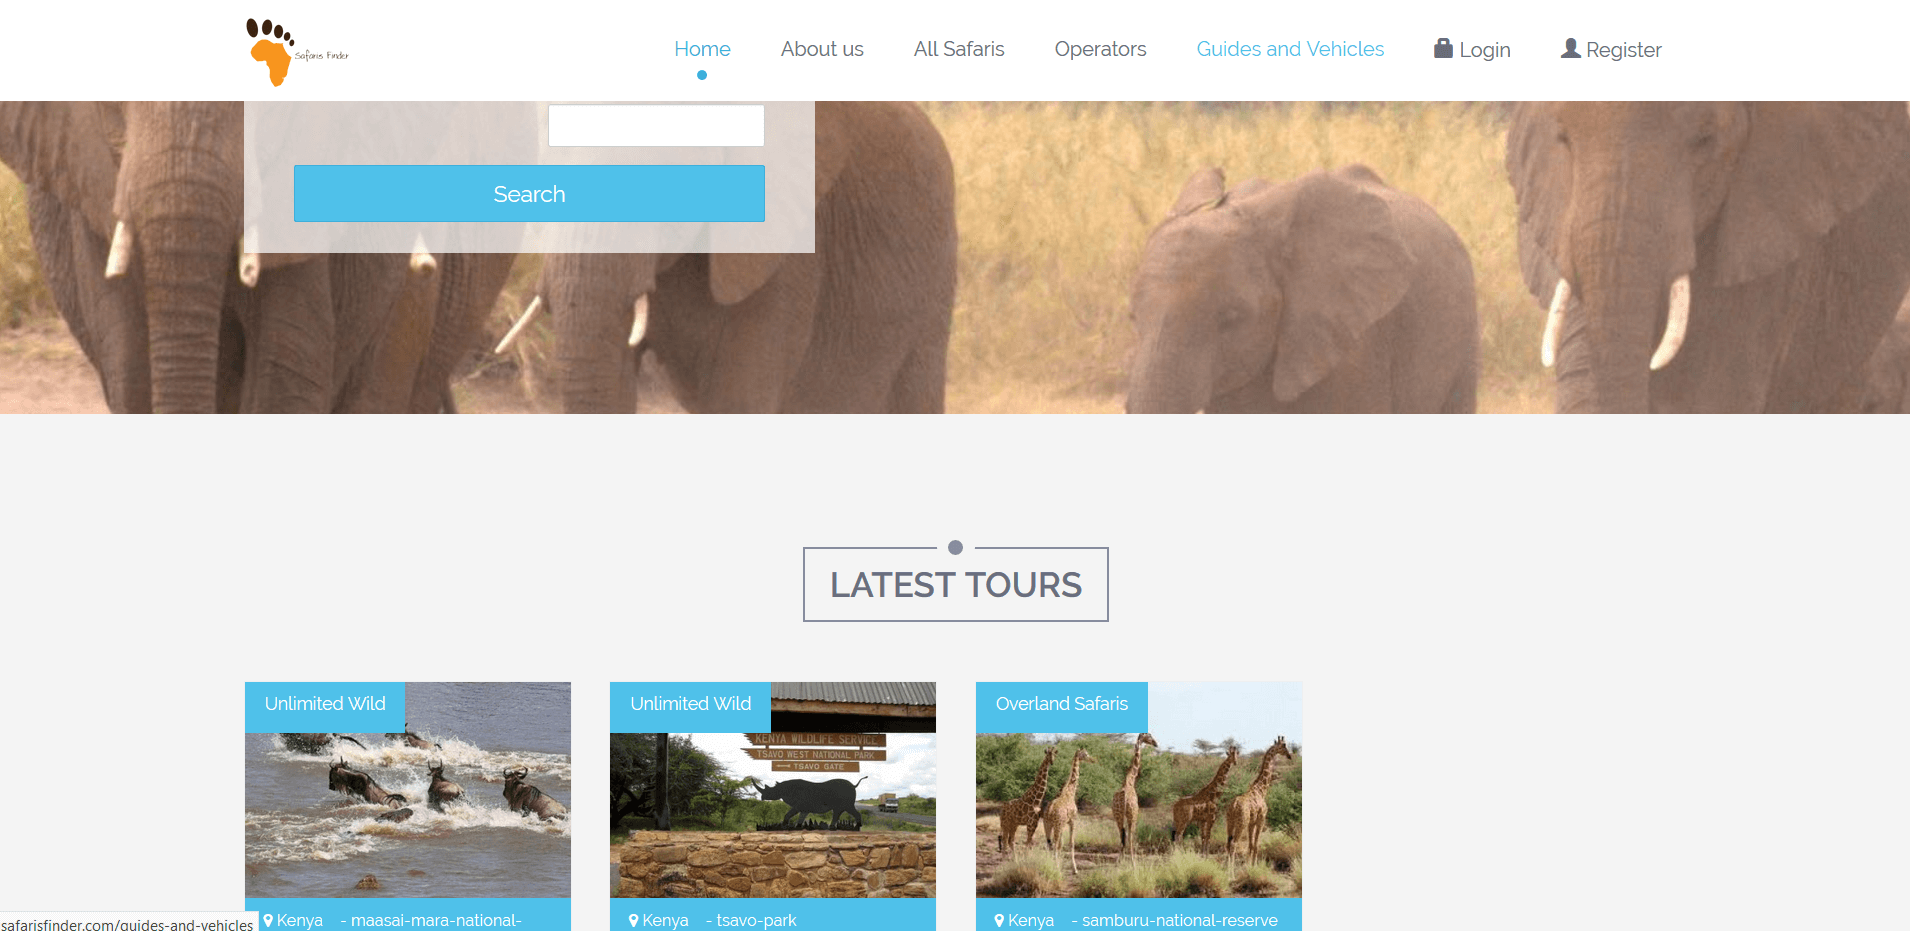 Safaris Finder
Home
About us
All Safaris
Operators
Guides and Vehicles
Login
Register
Search
LATEST TOURS
Unlimited Wild
Unlimited Wild
Overland Safaris
KENYA WILDLIFE SERVICE
TSAVO WEST NATIONAL PARK
TSAVO GATE
Kenya - maasai-mara-national-
Kenya - tsavo-park
Kenya - samburu-national-reserve
safarisfinder.com/guides-and-vehicles